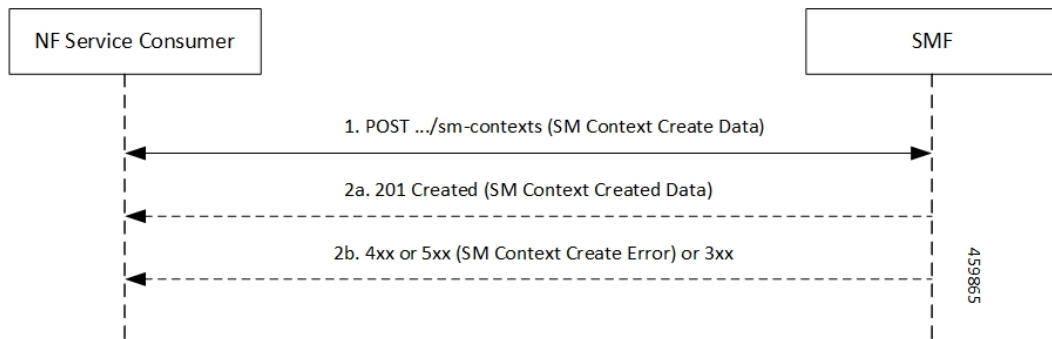 NF Service Consumer
SMF
1. POST .../sm-contexts (SM Context Create Data)
2a. 201 Created (SM Context Created Data)
2b. 4xx or 5xx (SM Context Create Error) or 3xx
459865